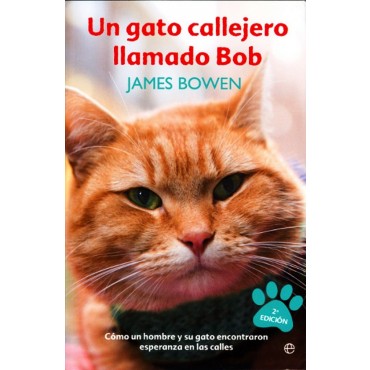 Un gato callejero
llamado Bob
JAMES BOWEN
2ª
EDICIÓN
Cómo un hombre y su gato encontraron
esperanza en las calles